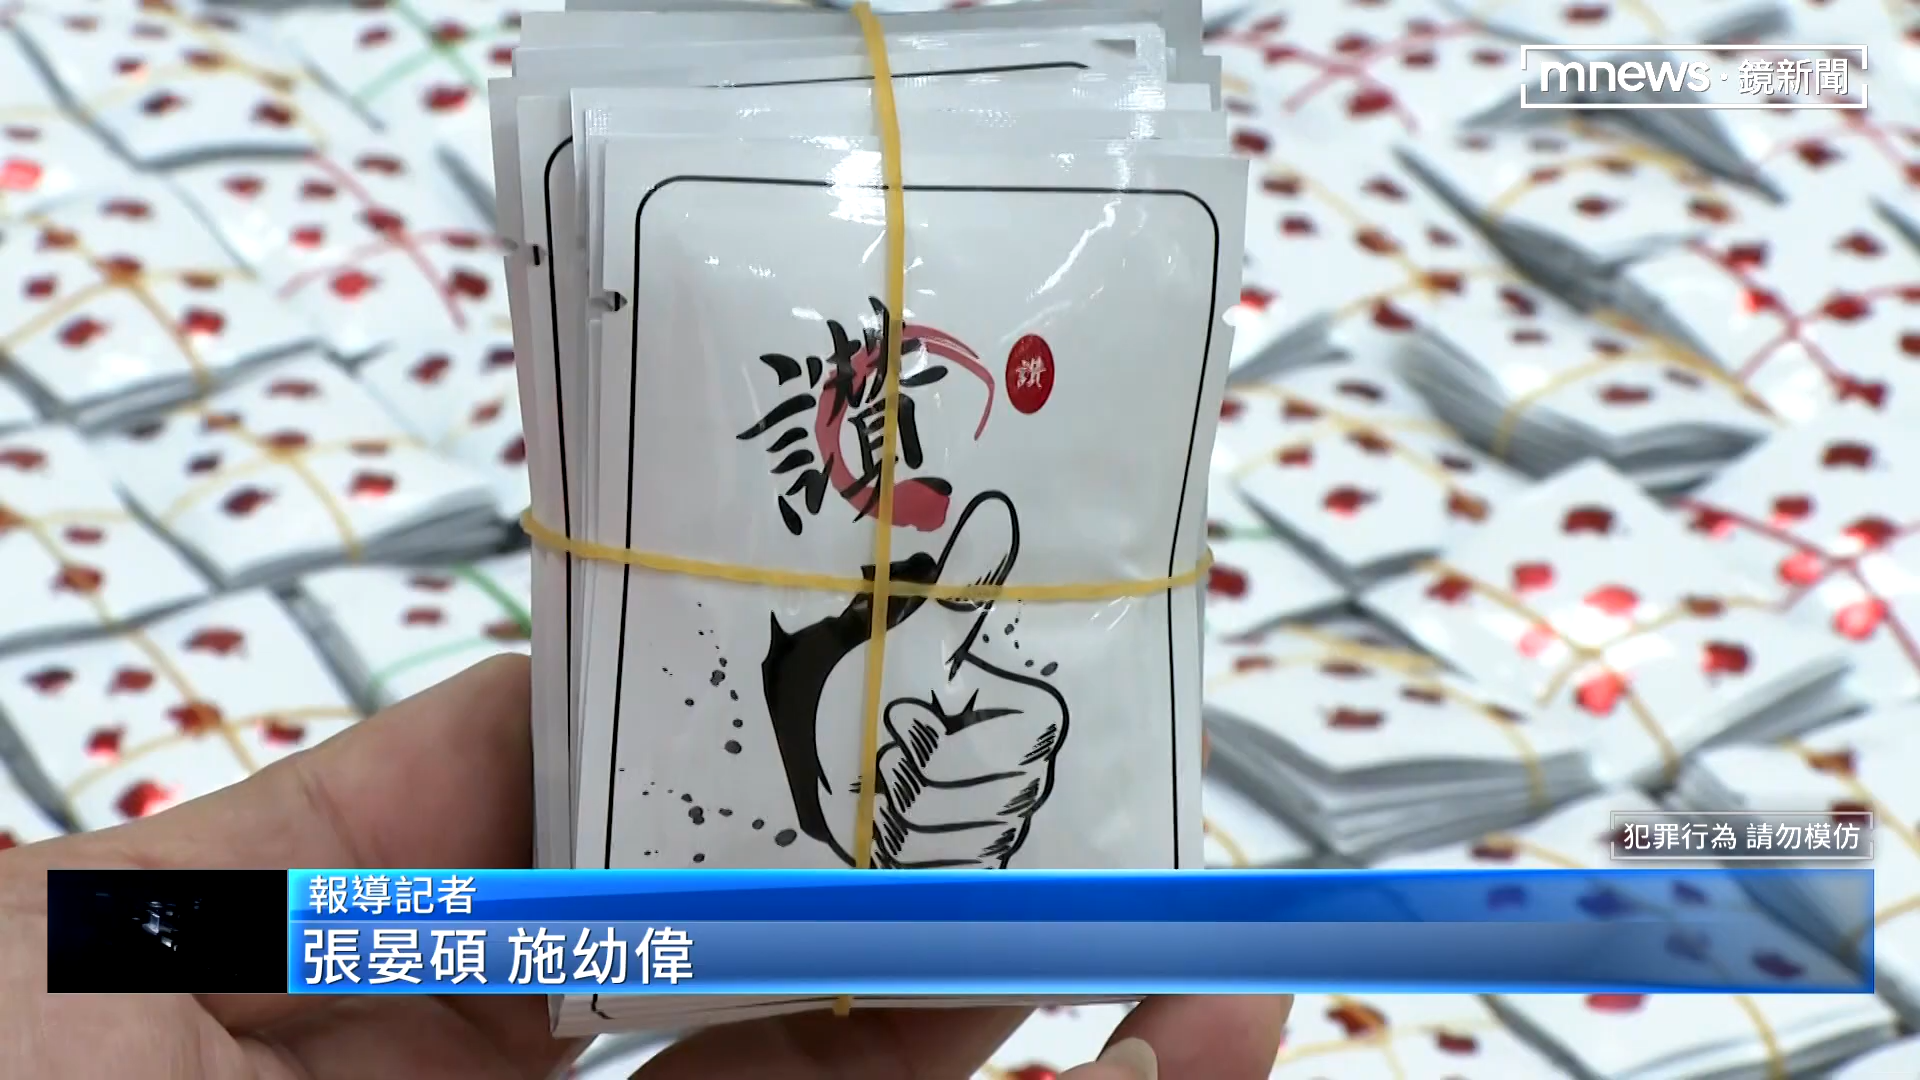 mnews·鏡新聞
讚
讚
犯罪行為 請勿模仿
報導記者
張晏碩 施幼偉